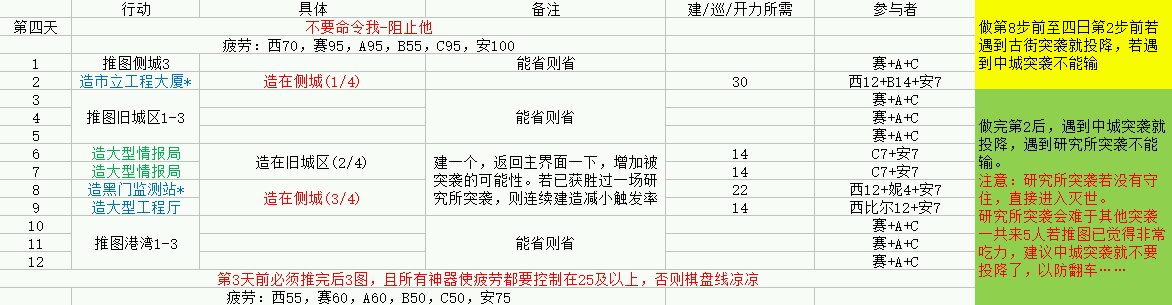 行动 具体 备注 建/巡/开力所需 参与者
第四天 不要命令我-阻止他
疲劳：西70，赛95，A95，B55，C95，安100
1 推图侧城3 能省则省 赛+A+C
2 造市立工程大厦* 造在侧城(1/4) 30 西12+B14+安7
3 赛+A+C
4 推图旧城区1-3 能省则省 赛+A+C
5 赛+A+C
6 造大型情报局 14 C7+安7
7 造大型情报局 14 C7+安7
造在旧城区(2/4)
8 造黑门监测站* 22 西12+妮4+安7
9 造大型工程厅 14 西比尔12+安7
造在侧城(3/4)
建一个，返回主界面一下，增加被
突袭的可能性。若已获胜过一场研
究所突袭，则连续建造减小触发率
10 赛+A+C
11 推图港湾1-3 能省则省 赛+A+C
12 赛+A+C
第3天前必须推完后3图，且所有神器使疲劳都要控制在25及以上，否则棋盘线凉凉
疲劳：西55，赛60，A60，B50，C50，安75
做第8步前至四日第2步前若
遇到古街突袭就投降，若遇
到中城突袭不能输
做完第2后，遇到中城突袭就
投降，遇到研究所突袭不能
输。
注意：研究所突袭若没有守
住，直接进入灭世。
研究所突袭会难于其他突袭
一共来5人若推图已觉得非常
吃力，建议中城突袭就不要
投降了，以防翻车……